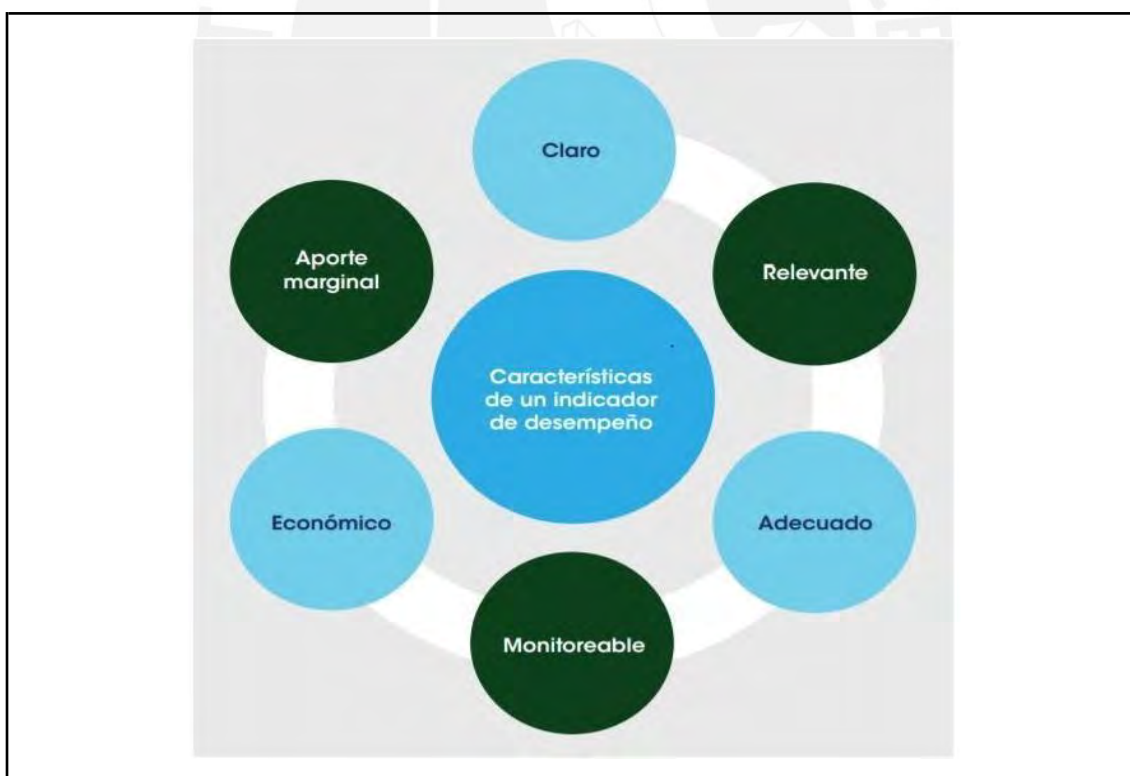 Claro
Relevante
Adecuado
Monitoreable
Económico
Aporte
marginal
Características
de un indicador
de desempeño